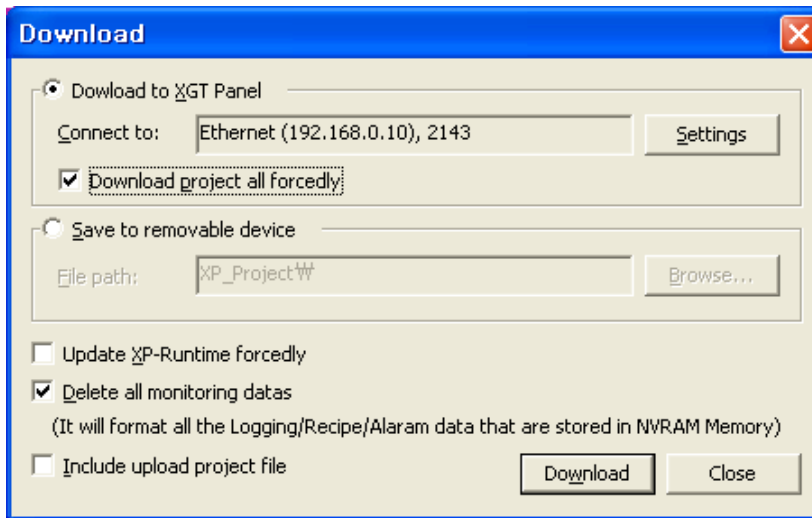 Download
Dowload to XGT Panel
Connect to: Ethernet (192.168.0.10), 2143 Settings
Download project all forcedly
Save to removable device
File path: XP_Project₩ Browse...
Update XP-Runtime forcedly
Delete all monitoring datas
(It will format all the Logging/Recipe/Alaram data that are stored in NVRAM Memory)
Include upload project file Download Close